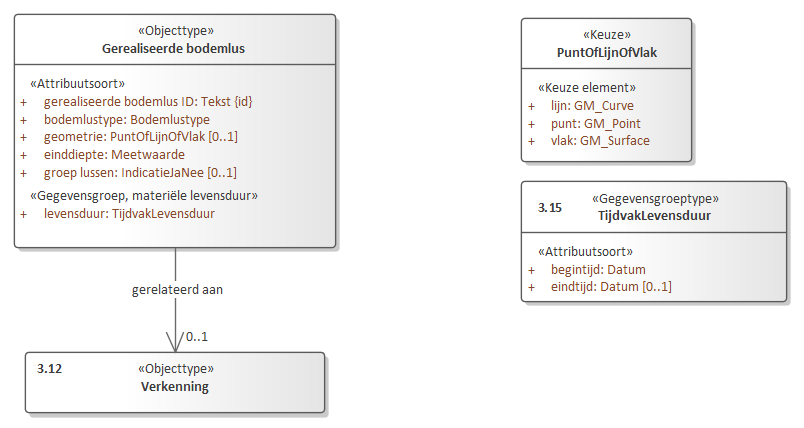 «Objecttype»
Gerealiseerde bodemlus
«Attribuutsoort»
+ gerealiseerde bodemlus ID: Tekst {id}
+ bodemlustype: Bodemlustype
+ geometrie: PuntOfLijnOfVlak [0..1]
+ einddiepte: Meetwaarde
+ groep lussen: IndicatieJaNee [0..1]
«Gegevensgroep, materiële levensduur»
+ levensduur: TijdvakLevensduur
gerelateerd aan
0..1
3.12 «Objecttype»
Verkenning
«Keuze»
PuntOfLijnOfVlak
«Keuze element»
+ lijn: GM_Curve
+ punt: GM_Point
+ vlak: GM_Surface
3.15 «Gegevensgroeptype»
TijdvakLevensduur
«Attribuutsoort»
+ begintijd: Datum
+ eindtijd: Datum [0..1]